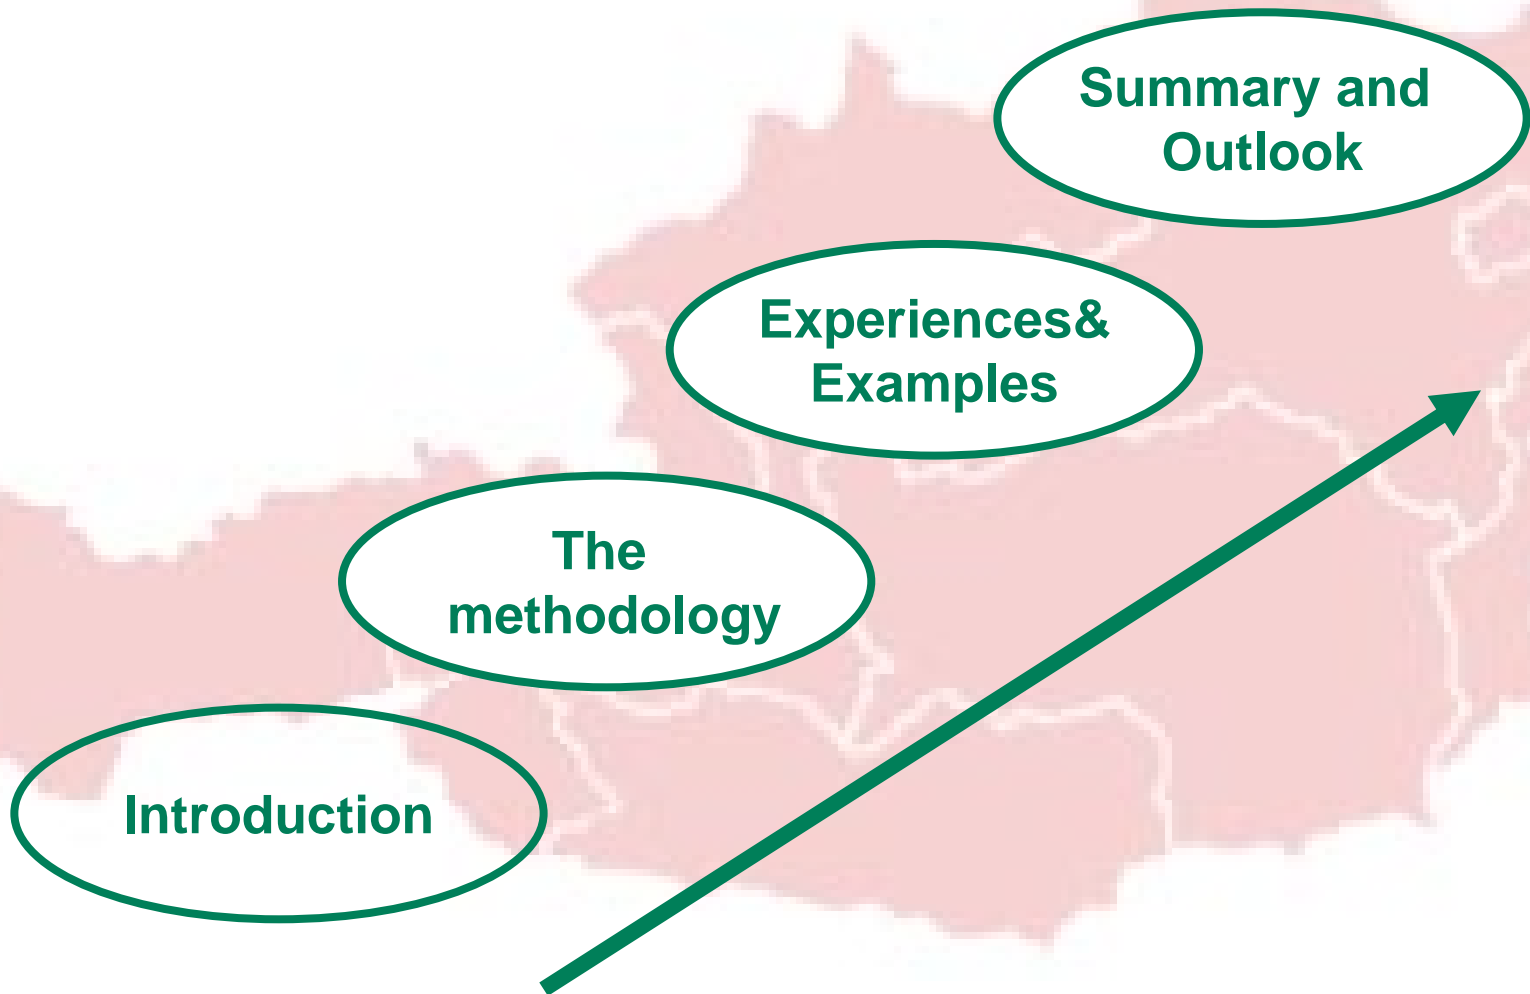 Summary and
Outlook
Experiences&
Examples
The
methodology
Introduction